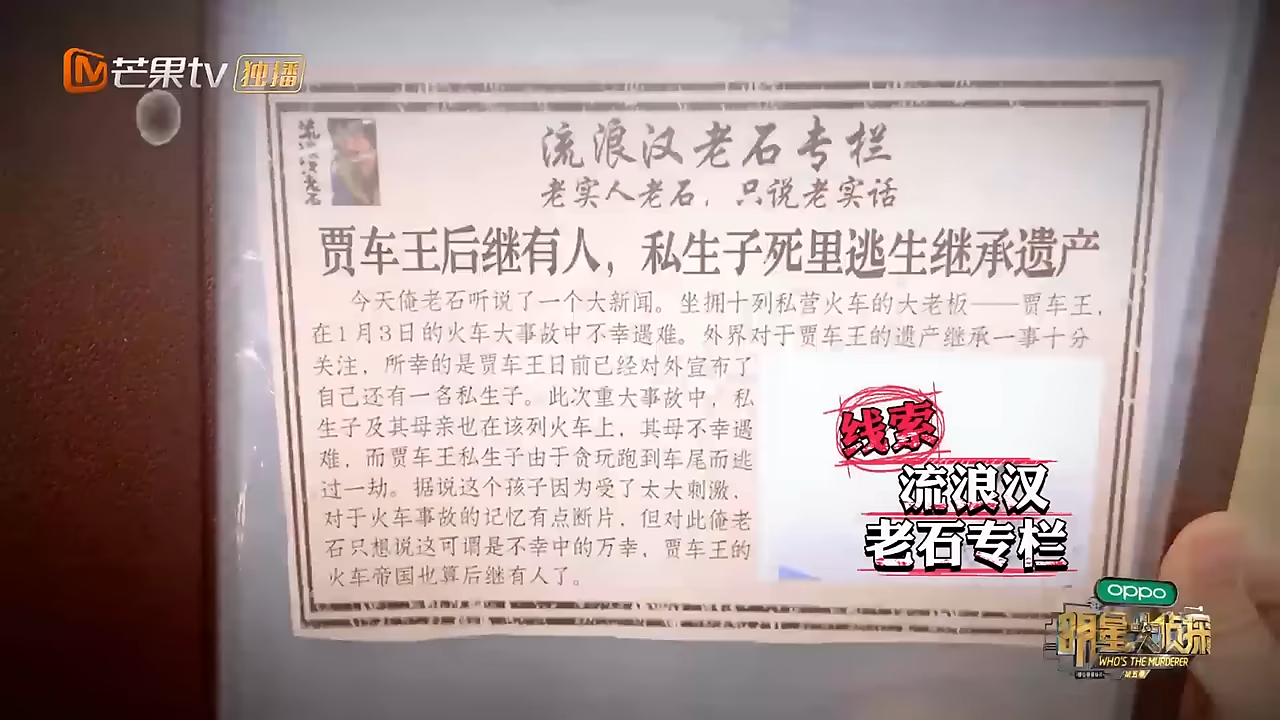 芒果tv 独播
流浪汉老石专栏
老实人老石，只说老实话
贾车王后继有人，私生子死里逃生继承遗产
今天俺老石听说了一个大新闻。坐拥十列私营火车的大老板——贾车王，
在1月3日的火车大事故中不幸遇难。外界对于贾车王的遗产继承一事十分
关注，所幸的是贾车王日前已经对外宣布了
自己还有一名私生子。此次重大事故中，私
生子及其母亲也在该列火车上，其母不幸遇
难，而贾车王私生子由于贪玩跑到车尾而逃
过一劫。据说这个孩子因为受了太大刺激，
对于火车事故的记忆有点断片，但对此俺老
石只想说这可谓是不幸中的万幸，贾车王的
火车帝国也算后继有人了。
线索
流浪汉
老石专栏
oppo
明星大侦探
WHO'S THE MURDERER
第五季